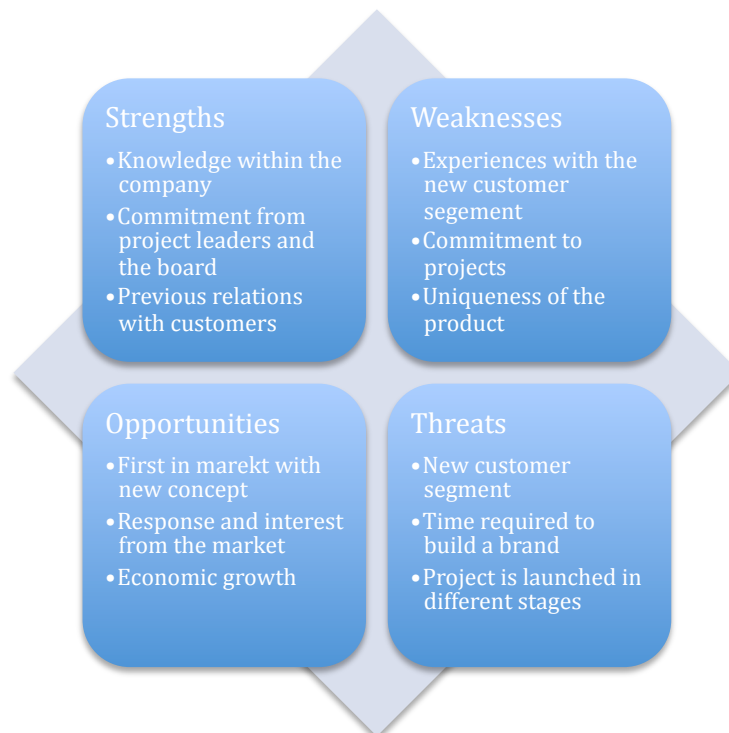 Strengths
•Knowledge within the
company
•Commitment from
project leaders and
the board
•Previous relations
with customers
Weaknesses
•Experiences with the
new customer
segement
•Commitment to
projects
•Uniqueness of the
product
Opportunities
•First in marekt with
new concept
•Response and interest
from the market
•Economic growth
Threats
•New customer
segment
•Time required to
build a brand
•Project is launched in
different stages